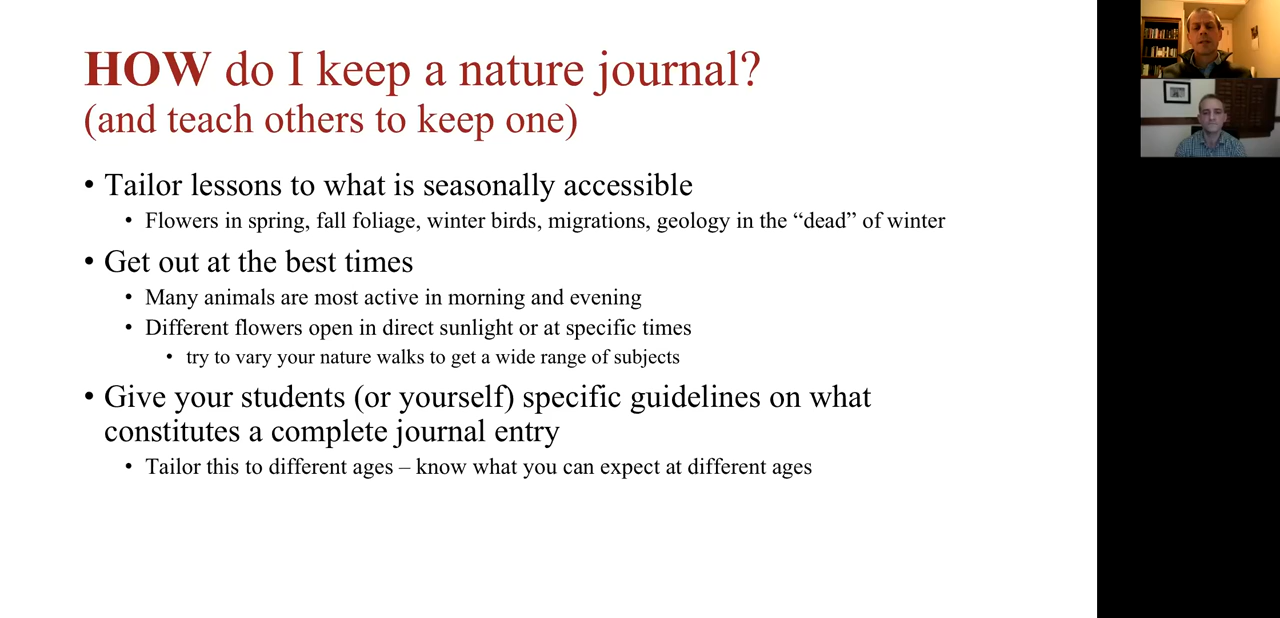 HOW do I keep a nature journal?
(and teach others to keep one)
• Tailor lessons to what is seasonally accessible
• Flowers in spring, fall foliage, winter birds, migrations, geology in the “dead” of winter
• Get out at the best times
• Many animals are most active in morning and evening
• Different flowers open in direct sunlight or at specific times
• try to vary your nature walks to get a wide range of subjects
• Give your students (or yourself) specific guidelines on what
constitutes a complete journal entry
• Tailor this to different ages – know what you can expect at different ages